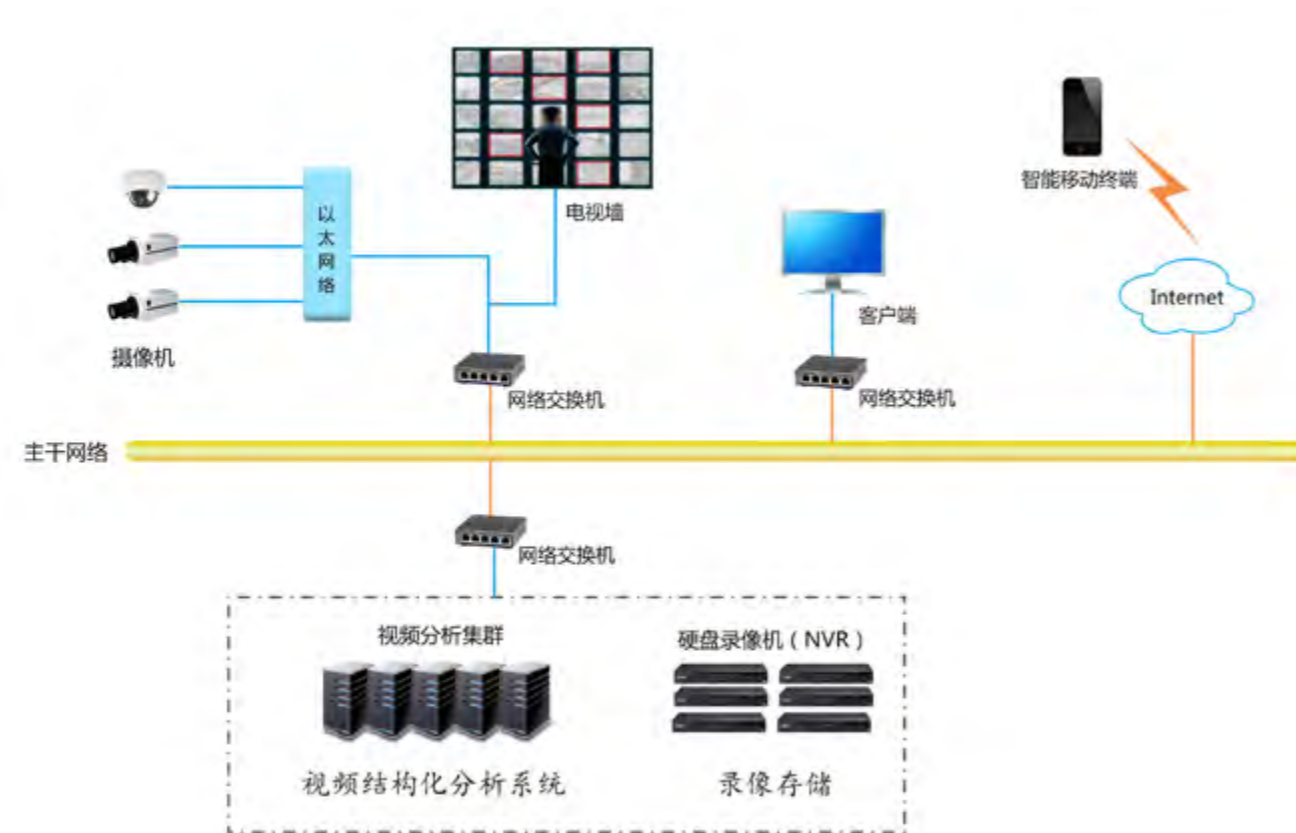 智能移动终端
电视墙
以太网络
Internet
客户端
摄像机
网络交换机
网络交换机
主干网络
网络交换机
视频分析集群
硬盘录像机（NVR）
视频结构化分析系统
录像存储